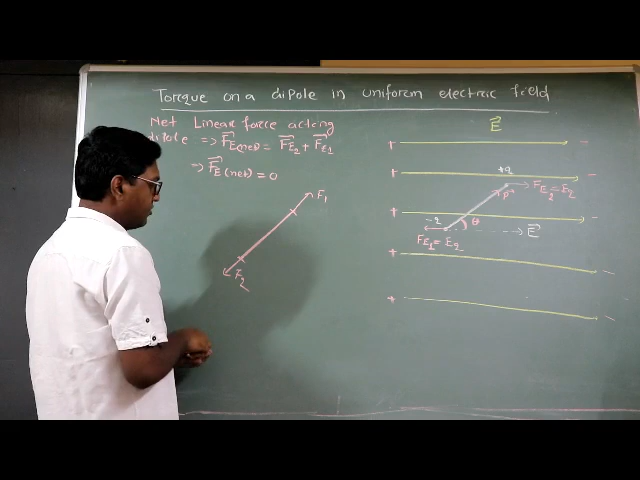 Torque on a dipole in uniform electric field
Net Linear force acting
dipole => F⃗E(net) = F⃗E2 + F⃗E1
=> F⃗E(net) = 0
F1
F2
E⃗
+ −
+ −
+q
FE2 = Eq
P⃗
+ −
-q
θ
E⃗
FE1 = Eq
+ −
+ −